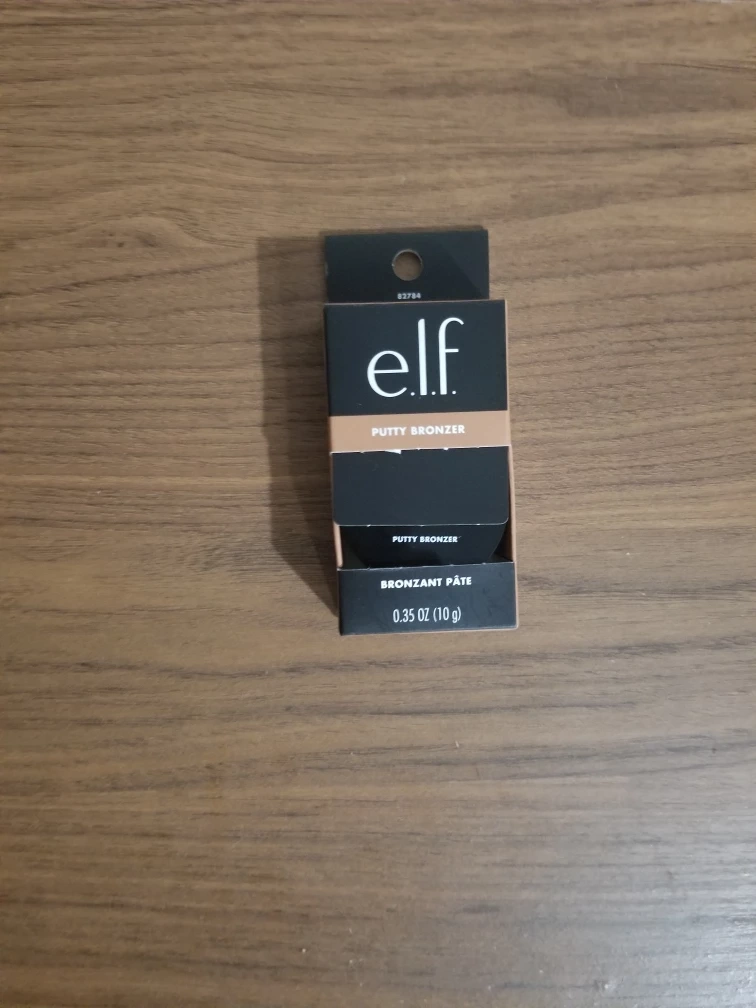 82784
e.l.f.
PUTTY BRONZER
PUTTY BRONZER
BRONZANT PÂTE
0.35 OZ (10 g)